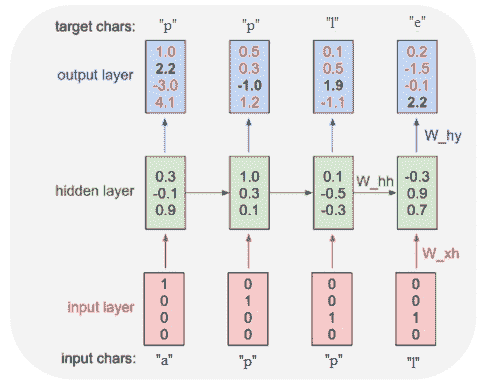 target chars: "p" "p" "l" "e"
1.0 0.5 0.1 0.2
output layer 2.2 0.3 0.5 -1.5
-3.0 -1.0 1.9 -0.1
4.1 1.2 -1.1 2.2
W_hy
0.3 1.0 0.1 W_hh -0.3
hidden layer -0.1 0.3 -0.5 0.9
0.9 0.1 -0.3 0.7
W_xh
1 0 0 0
input layer 0 1 0 0
0 0 1 1
0 0 0 0
input chars: "a" "p" "p" "l"